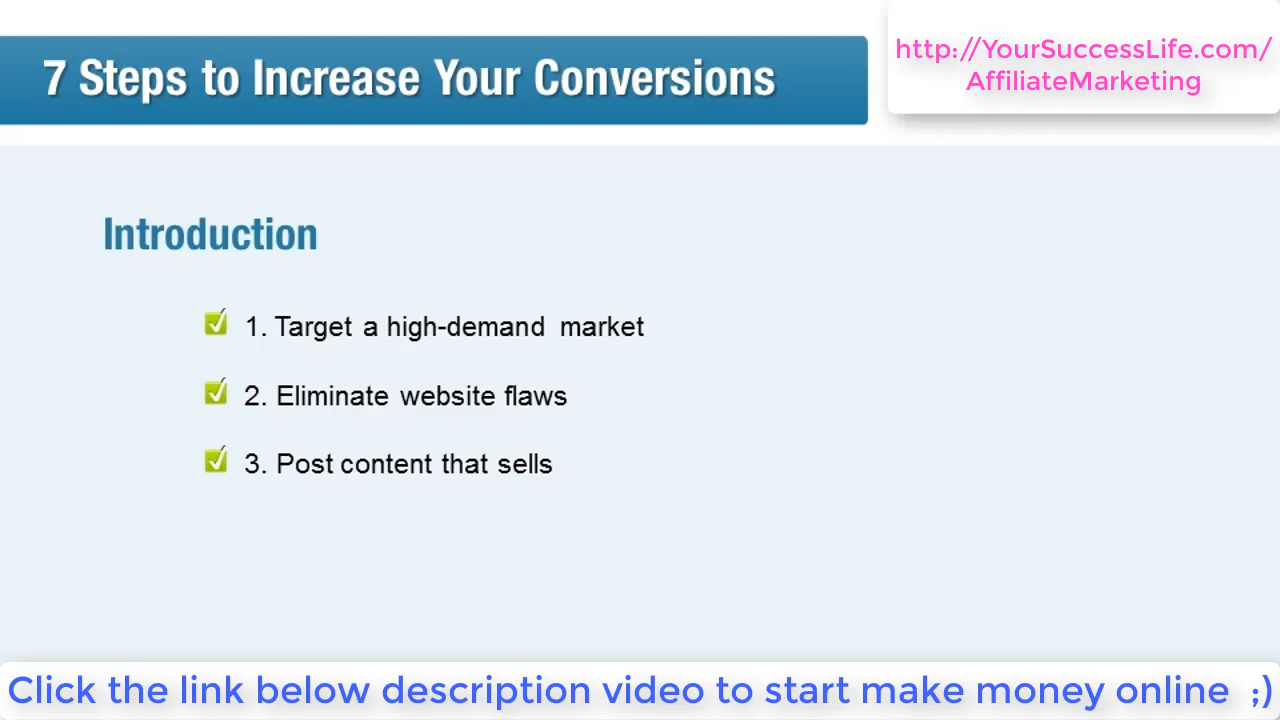 7 Steps to Increase Your Conversions
http://YourSuccessLife.com/
AffiliateMarketing
Introduction
1. Target a high-demand market
2. Eliminate website flaws
3. Post content that sells
Click the link below description video to start make money online ;)